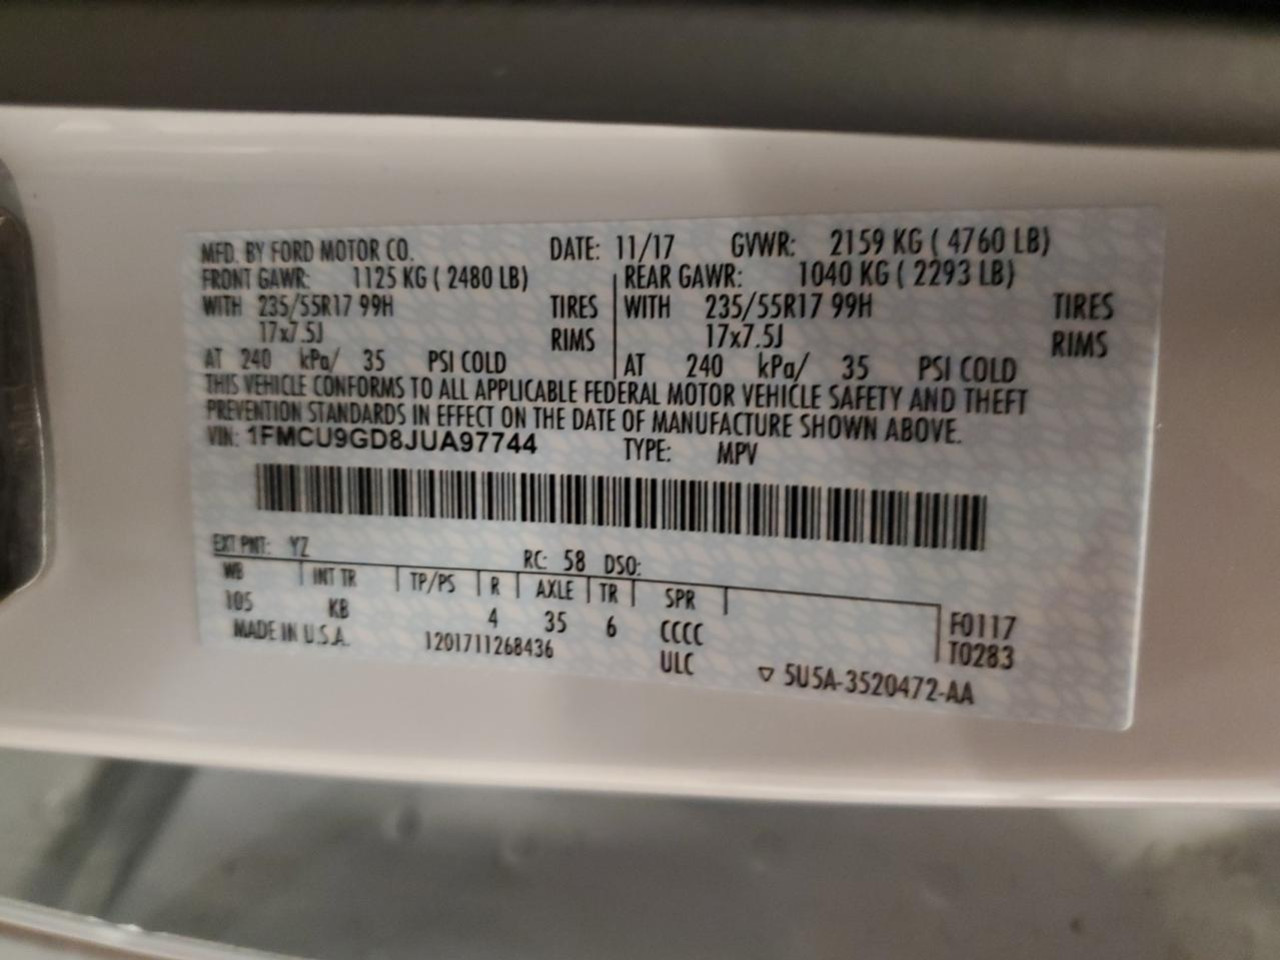 MFD. BY FORD MOTOR CO. DATE: 11/17 GVWR: 2159 KG ( 4760 LB)
FRONT GAWR: 1125 KG ( 2480 LB) REAR GAWR: 1040 KG ( 2293 LB)
WITH 235/55R17 99H TIRES WITH 235/55R17 99H TIRES
17x7.5J RIMS 17x7.5J RIMS
AT 240 kPa/ 35 PSI COLD AT 240 kPa/ 35 PSI COLD
THIS VEHICLE CONFORMS TO ALL APPLICABLE FEDERAL MOTOR VEHICLE SAFETY AND THEFT
PREVENTION STANDARDS IN EFFECT ON THE DATE OF MANUFACTURE SHOWN ABOVE.
VIN: 1FMCU9GD8JUA97744 TYPE: MPV
EXT PNT: YZ RC: 58 DSO:
WB INT TR TP/PS R AXLE TR SPR
105 KB 4 35 6 CCCC F0117
MADE IN U.S.A. 1201711268436 ULC T0283
▽ 5U5A-3520472-AA